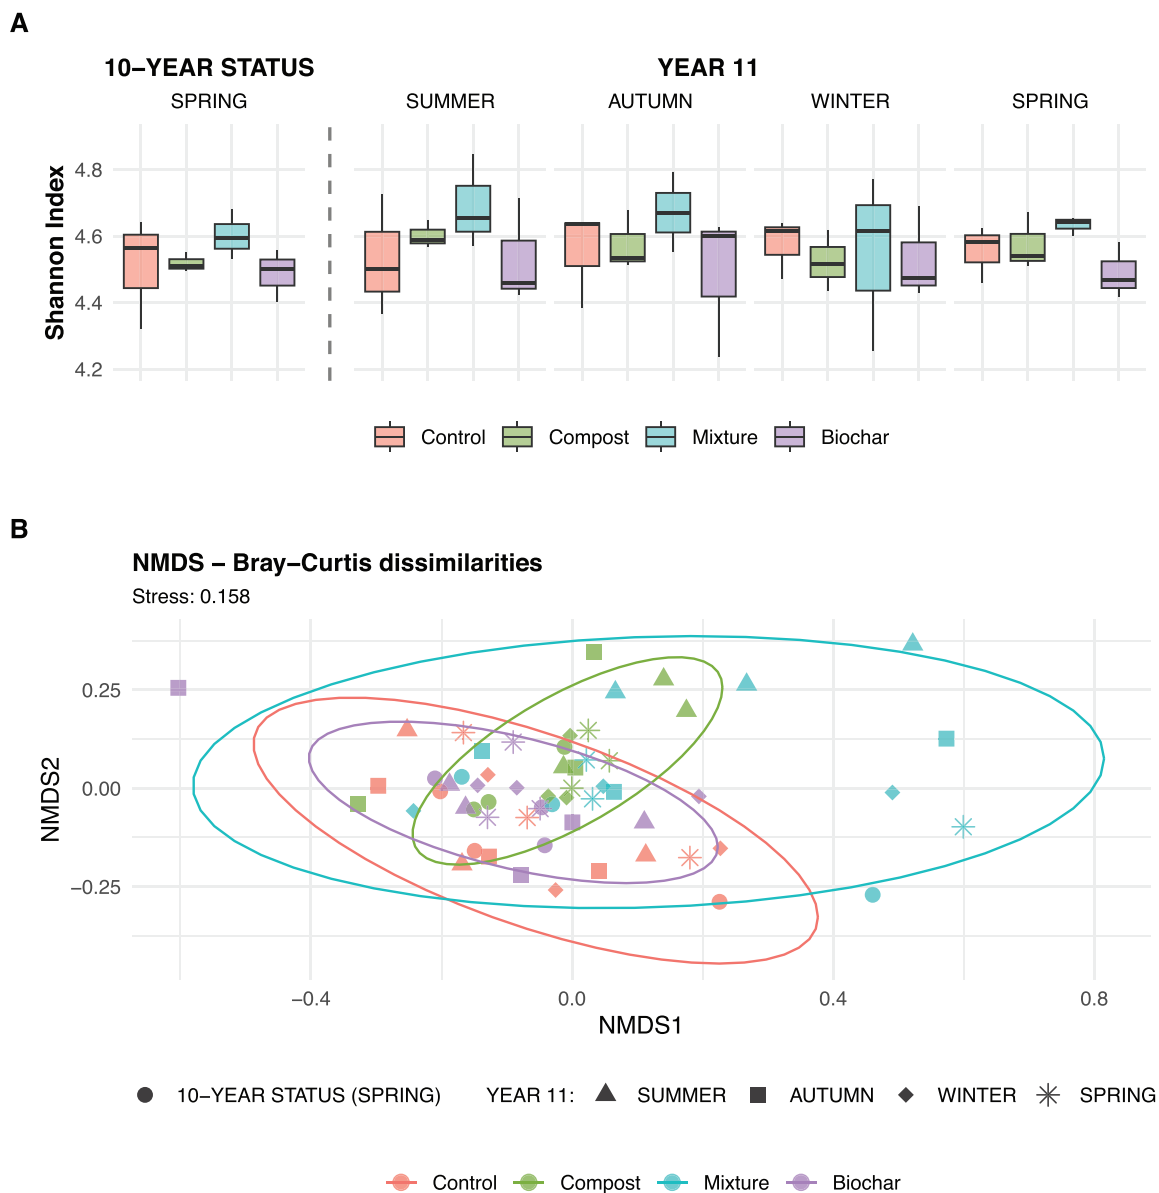 A
10−YEAR STATUS
YEAR 11
SPRING
SUMMER
AUTUMN
WINTER
SPRING
Shannon Index
4.8
4.6
4.4
4.2
Control
Compost
Mixture
Biochar
B
NMDS − Bray−Curtis dissimilarities
Stress: 0.158
NMDS2
0.25
0.00
−0.25
−0.4
0.0
0.4
0.8
NMDS1
10−YEAR STATUS (SPRING)
YEAR 11:
SUMMER
AUTUMN
WINTER
SPRING
Control
Compost
Mixture
Biochar